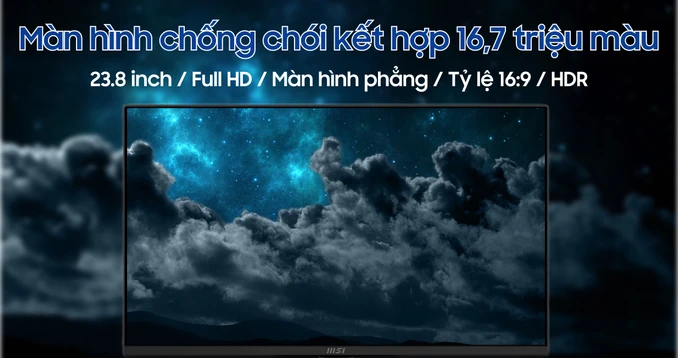 Màn hình chống chói kết hợp 16,7 triệu màu
23.8 inch / Full HD / Màn hình phẳng / Tỷ lệ 16:9 / HDR
msi